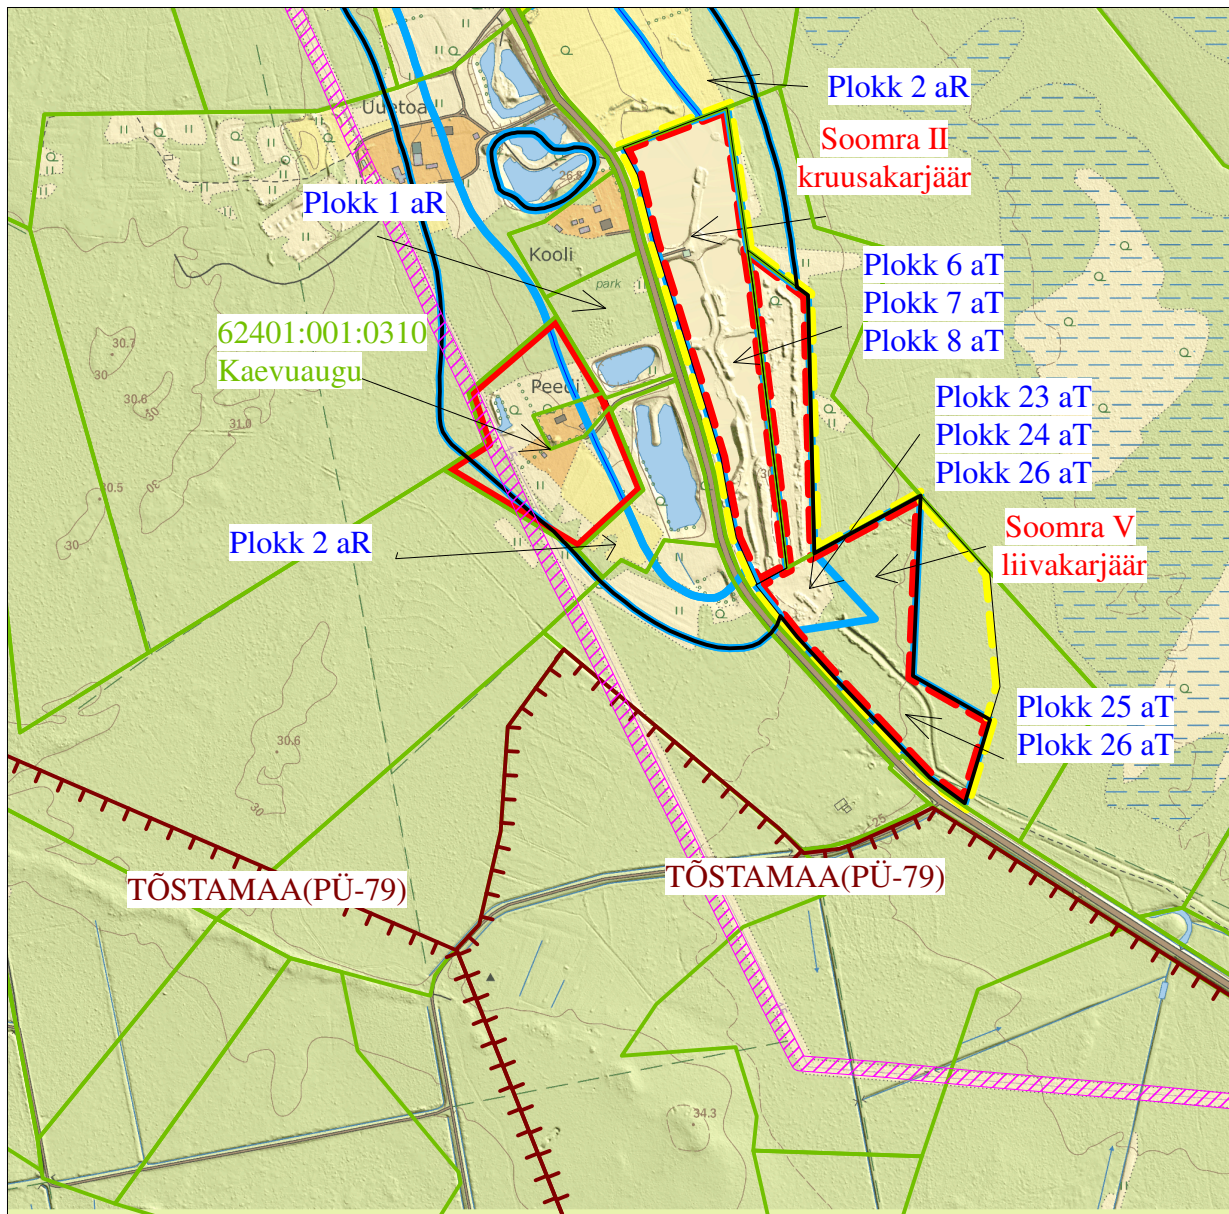 Plokk 2 aR
Uuetoa
Soomra II
kruusakarjäär
26.8
Plokk 1 aR
Kooli
park
Plokk 6 aT
Plokk 7 aT
Plokk 8 aT
62401:001:0310
Kaevuaugu
30.7
30
30.6
30
31.0
Peedi
Plokk 23 aT
Plokk 24 aT
Plokk 26 aT
30.5
30
30
Soomra V
liivakarjäär
Plokk 2 aR
Plokk 25 aT
Plokk 26 aT
30.6
30
25
TÕSTAMAA(PÜ-79)
TÕSTAMAA(PÜ-79)
34.3